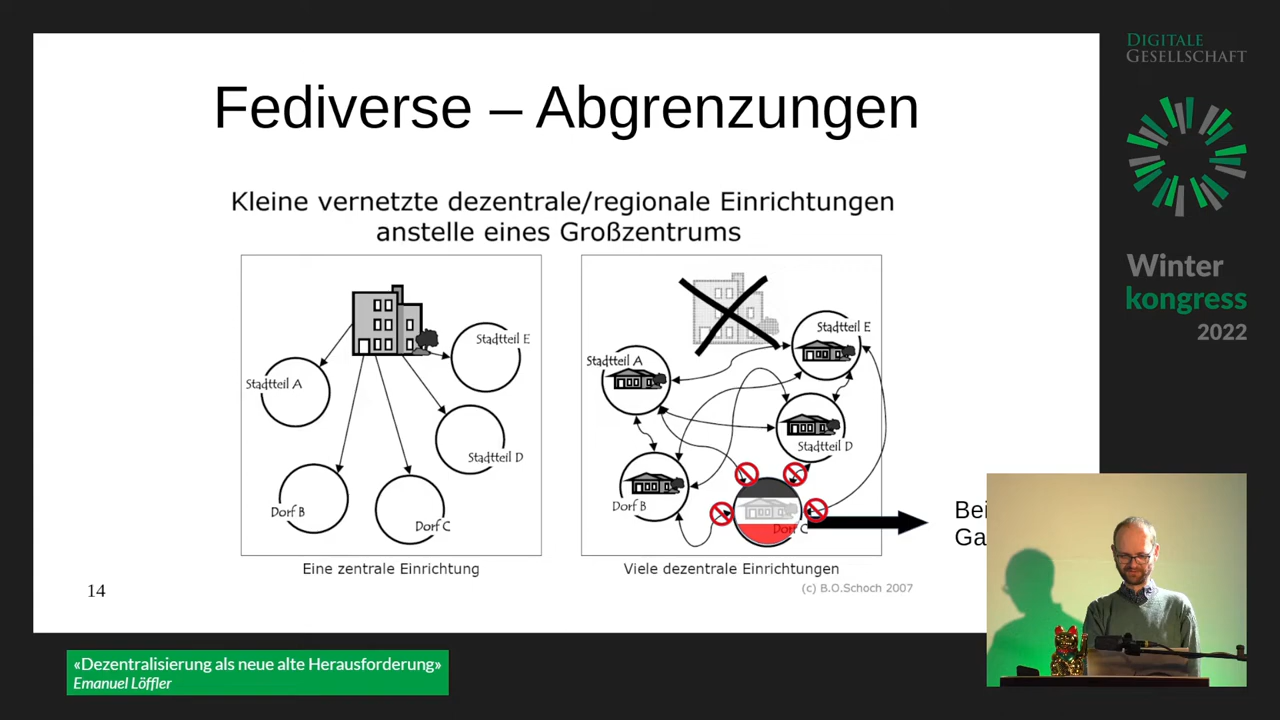 Fediverse – Abgrenzungen
Kleine vernetzte dezentrale/regionale Einrichtungen
anstelle eines Großzentrums
Stadtteil E
Stadtteil A
Stadtteil D
Dorf B
Dorf C
Eine zentrale Einrichtung
Stadtteil E
Stadtteil A
Stadtteil D
Dorf B
Dorf C
Viele dezentrale Einrichtungen
(c) B.O.Schoch 2007
Bei
Ga
14
DIGITALE
GESELLSCHAFT
Winter
kongress
2022
«Dezentralisierung als neue alte Herausforderung»
Emanuel Löffler